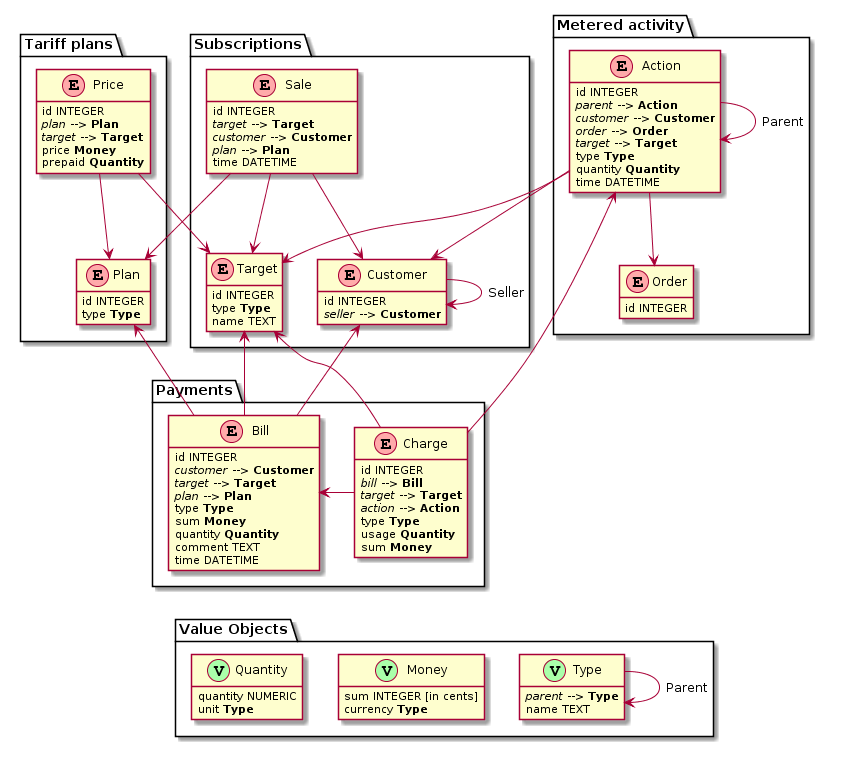 Tariff plans
E Price
id INTEGER
plan --> Plan
target --> Target
price Money
prepaid Quantity
E Plan
id INTEGER
type Type
Subscriptions
E Sale
id INTEGER
target --> Target
customer --> Customer
plan --> Plan
time DATETIME
E Target
id INTEGER
type Type
name TEXT
E Customer
id INTEGER
seller --> Customer
Seller
Metered activity
E Action
id INTEGER
parent --> Action
customer --> Customer
order --> Order
target --> Target
type Type
quantity Quantity
time DATETIME
Parent
E Order
id INTEGER
Payments
E Bill
id INTEGER
customer --> Customer
target --> Target
plan --> Plan
type Type
sum Money
quantity Quantity
comment TEXT
time DATETIME
E Charge
id INTEGER
bill --> Bill
target --> Target
action --> Action
type Type
usage Quantity
sum Money
Value Objects
V Quantity
quantity NUMERIC
unit Type
V Money
sum INTEGER [in cents]
currency Type
V Type
parent --> Type
name TEXT
Parent